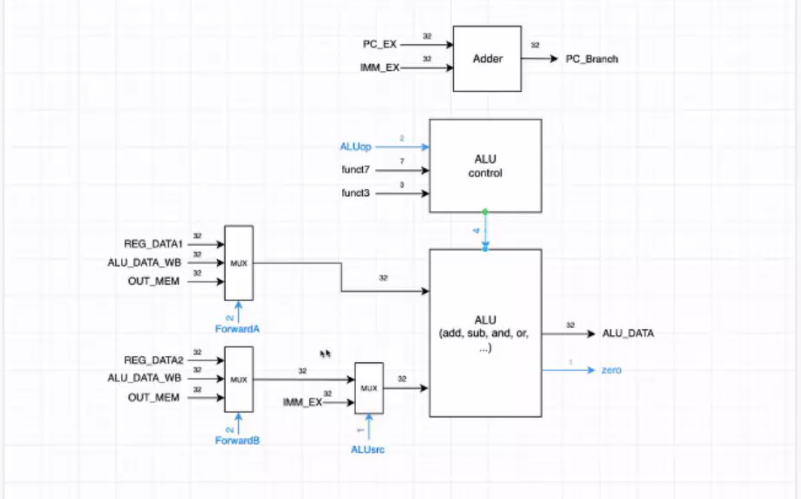 PC_EX 32
IMM_EX 32
Adder
32 PC_Branch
ALUop 2
funct7 7
funct3 3
ALU
control
4
REG_DATA1 32
ALU_DATA_WB 32
OUT_MEM 32
MUX
2
ForwardA
32
ALU
(add, sub, and, or,
...)
32 ALU_DATA
1 zero
REG_DATA2 32
ALU_DATA_WB 32
OUT_MEM 32
MUX
2
ForwardB
32
IMM_EX 32
MUX
32
1
ALUsrc